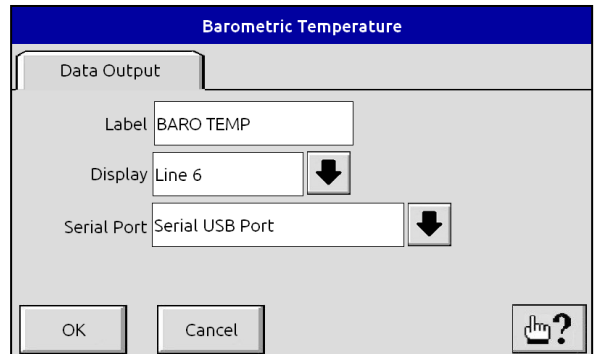 Barometric Temperature
Data Output
Label BARO TEMP
Display Line 6
Serial Port Serial USB Port
OK Cancel ?